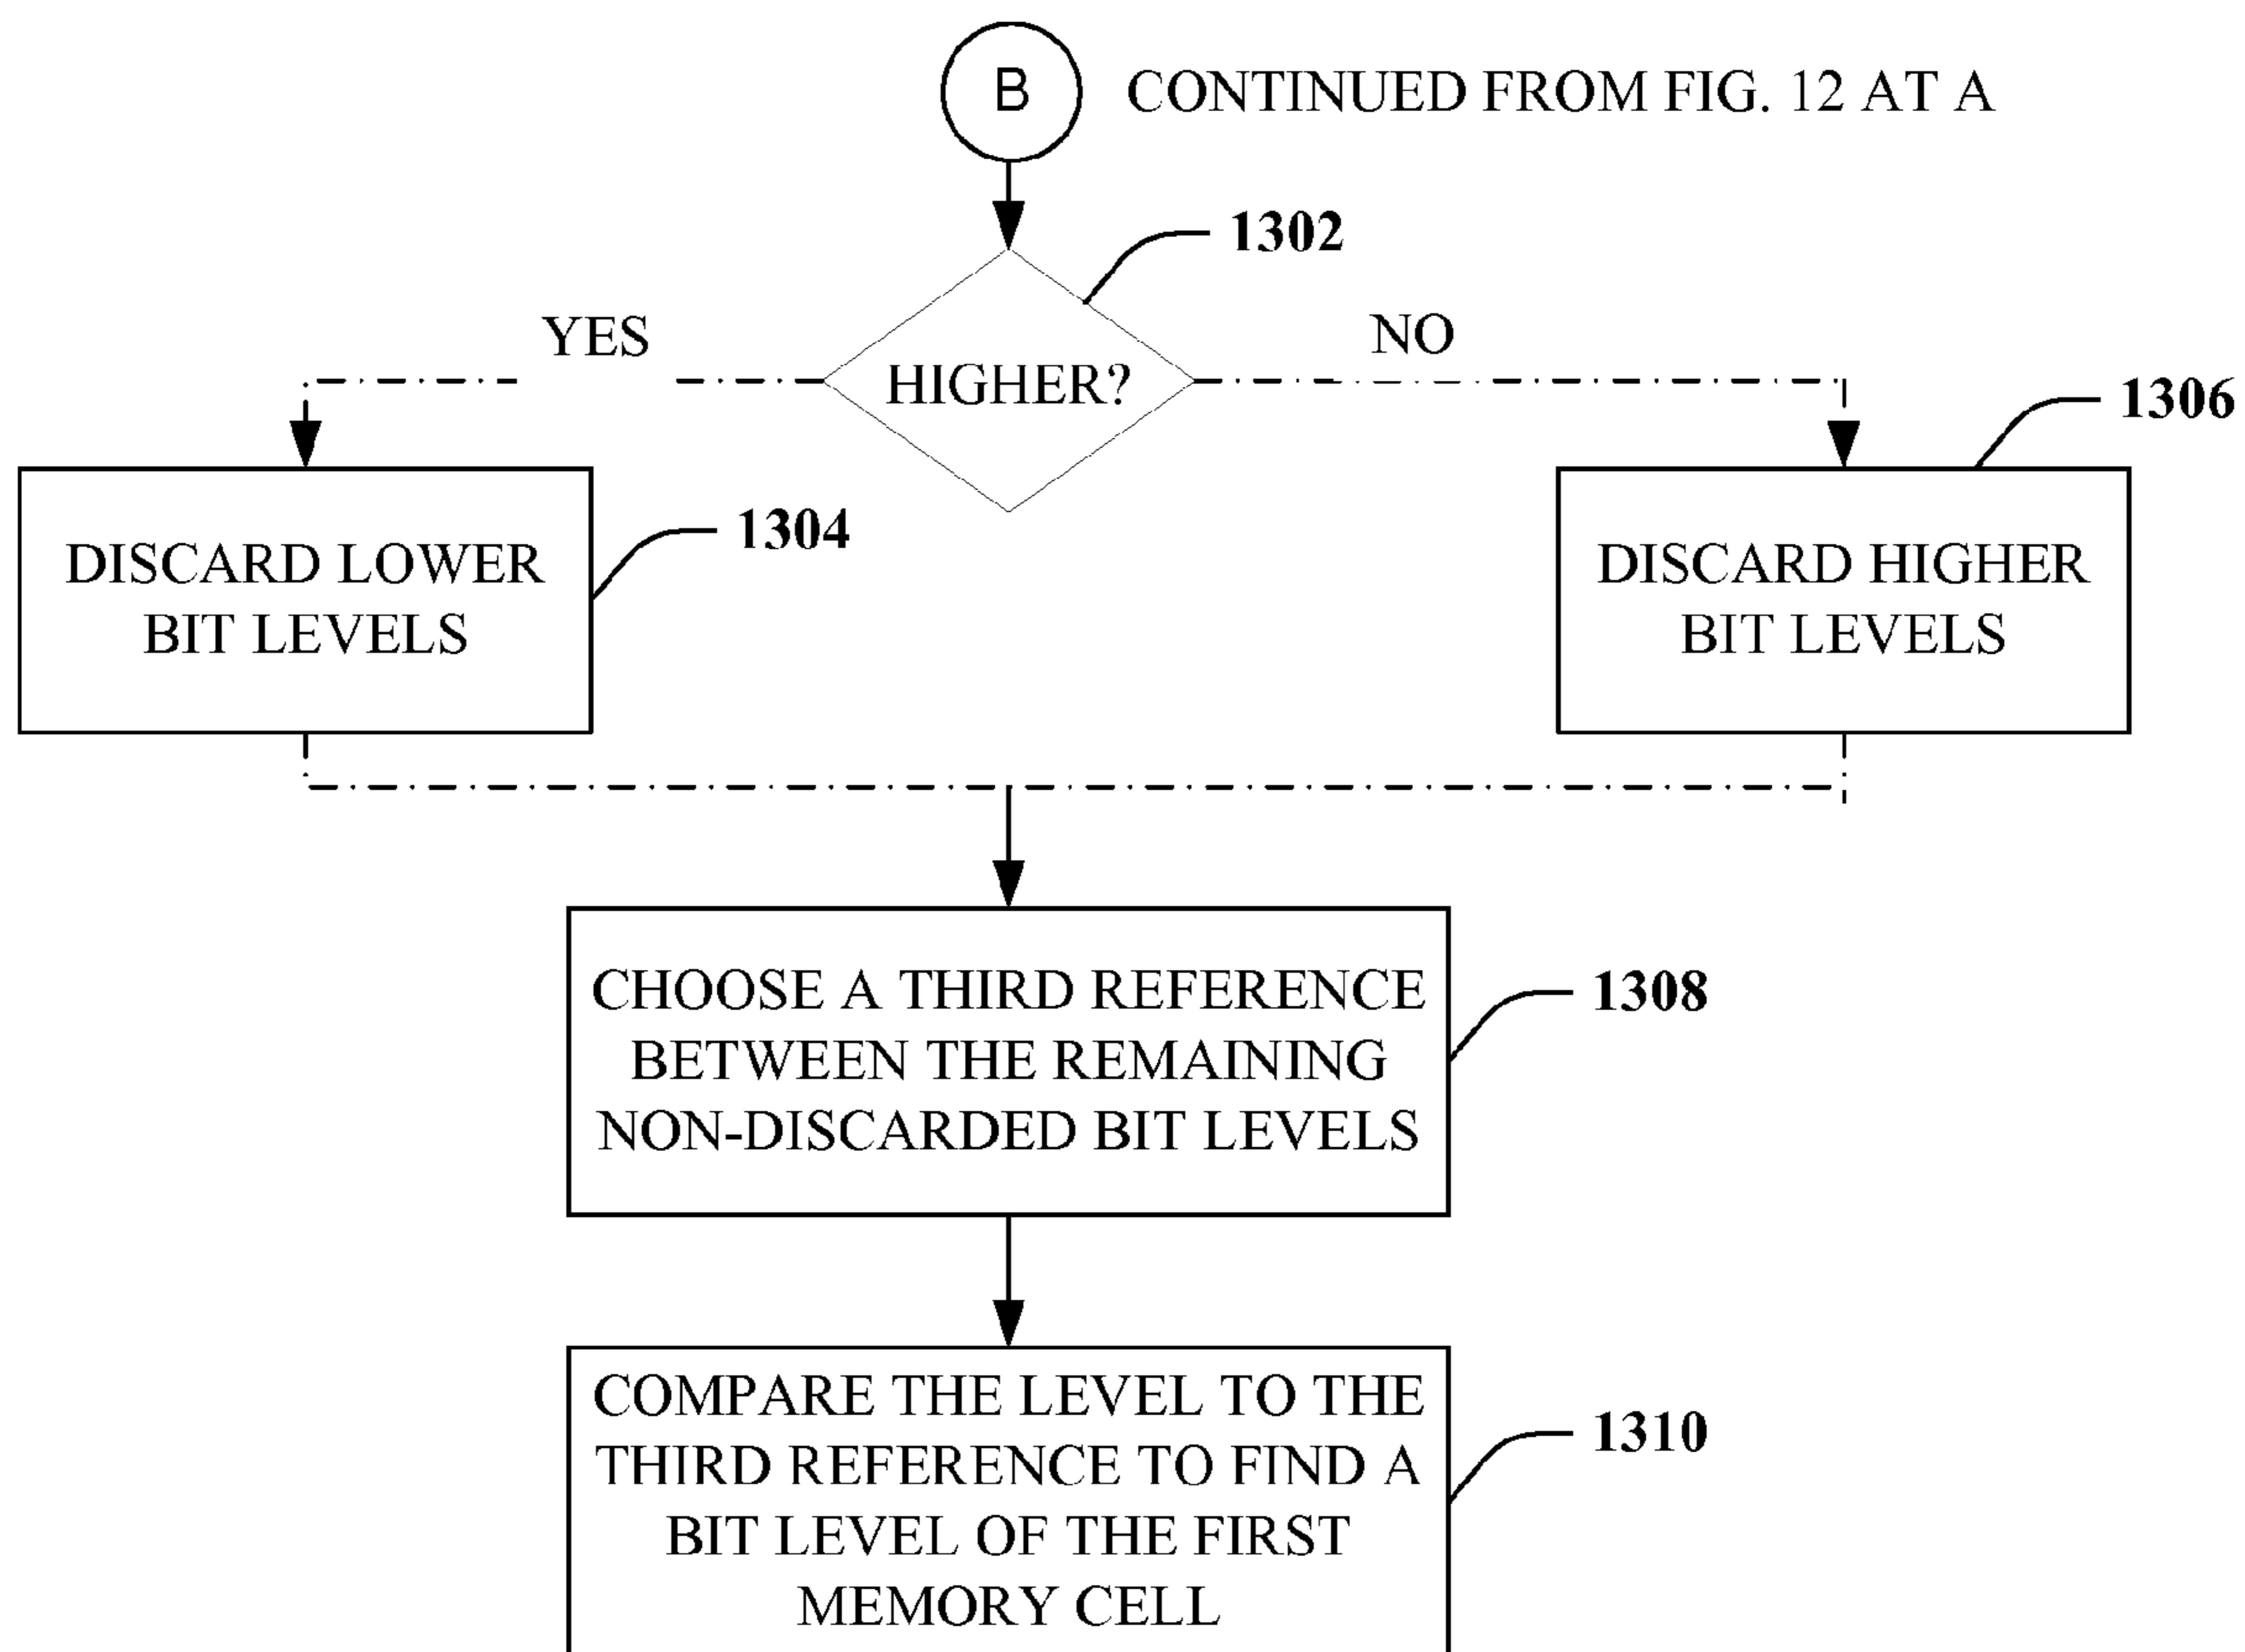 B
CONTINUED FROM FIG. 12 AT A
1302
YES
NO
HIGHER?
1306
1304
DISCARD LOWER
BIT LEVELS
DISCARD HIGHER
BIT LEVELS
CHOOSE A THIRD REFERENCE
BETWEEN THE REMAINING
NON-DISCARDED BIT LEVELS
1308
COMPARE THE LEVEL TO THE
THIRD REFERENCE TO FIND A
BIT LEVEL OF THE FIRST
MEMORY CELL
1310